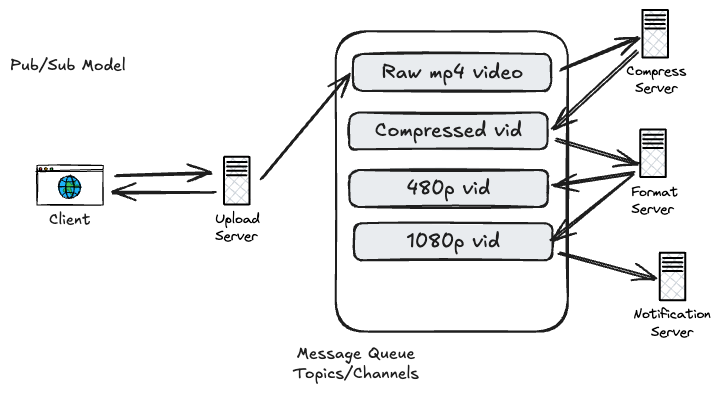 Pub/Sub Model
Raw mp4 video
Compress
Server
Compressed vid
480p vid
Format
Server
Client
Upload
Server
1080p vid
Notification
Server
Message Queue
Topics/Channels